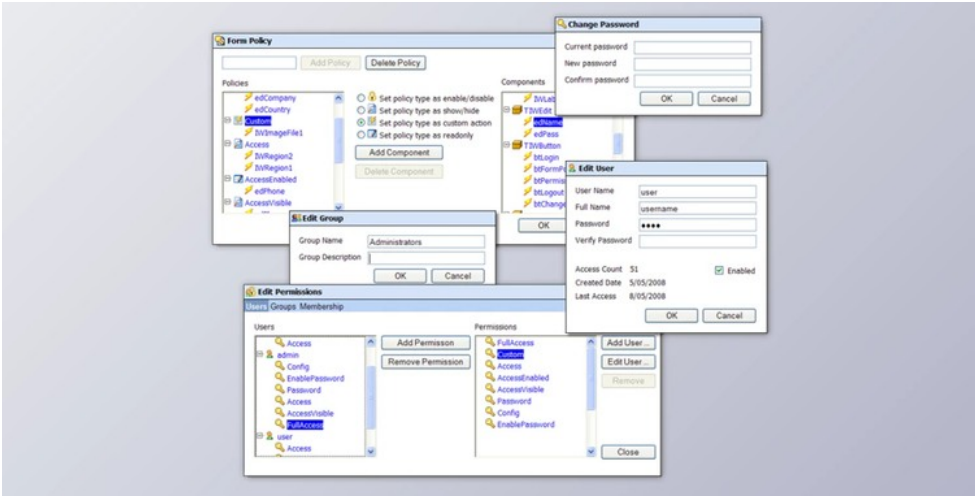 Form Policy
Add Policy
Delete Policy
Policies
edCompany
edCountry
Custom
IWImageFile1
Access
IWRegion2
IWRegion1
AccessEnabled
edPhone
AccessVisible
Set policy type as enable/disable
Set policy type as show/hide
Set policy type as custom action
Set policy type as readonly
Add Component
Delete Component
Components
TIWEdit
edName
edPass
TIWButton
btLogin
btLogout
OK
Change Password
Current password
New password
Confirm password
OK Cancel
Edit User
User Name user
Full Name username
Password ••••
Verify Password
Access Count 51 Enabled
Created Date 5/05/2008
Last Access 8/05/2008
OK Cancel
Edit Group
Group Name Administrators
Group Description
OK Cancel
Edit Permissions
Users Groups Membership
Users
Access
admin
Config
EnablePassword
Password
Access
AccessVisible
FullAccess
user
Access
Add Permisson
Remove Permission
Permissions
FullAccess
Custom
Access
AccessEnabled
AccessVisible
Password
Config
EnablePassword
Add User ...
Edit User ...
Remove
Close